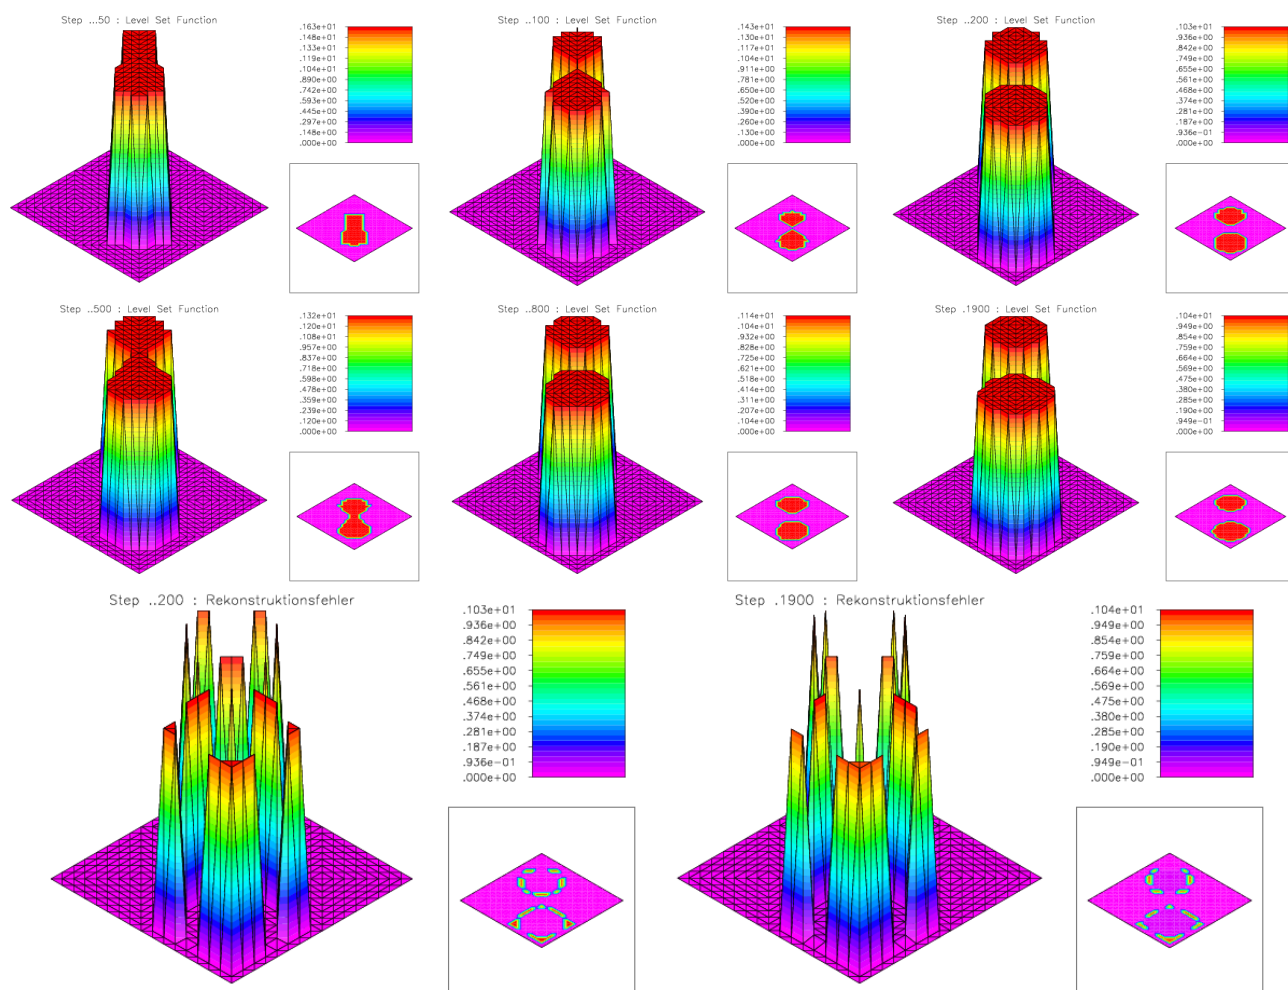 Step ...50 : Level Set Function
.163e+01
.148e+01
.133e+01
.119e+01
.104e+01
.890e+00
.742e+00
.593e+00
.445e+00
.297e+00
.148e+00
.000e+00
Step ..100 : Level Set Function
.143e+01
.130e+01
.117e+01
.104e+01
.911e+00
.780e+00
.650e+00
.520e+00
.390e+00
.260e+00
.130e+00
.000e+00
Step ..200 : Level Set Function
.103e+01
.936e+00
.842e+00
.749e+00
.655e+00
.561e+00
.468e+00
.374e+00
.281e+00
.187e+00
.936e-01
.000e+00
Step ..500 : Level Set Function
.132e+01
.120e+01
.108e+01
.957e+00
.837e+00
.718e+00
.598e+00
.478e+00
.359e+00
.239e+00
.120e+00
.000e+00
Step ..800 : Level Set Function
.114e+01
.104e+01
.932e+00
.828e+00
.725e+00
.621e+00
.518e+00
.414e+00
.311e+00
.207e+00
.104e+00
.000e+00
Step .1900 : Level Set Function
.104e+01
.949e+00
.854e+00
.759e+00
.664e+00
.569e+00
.475e+00
.380e+00
.285e+00
.190e+00
.949e-01
.000e+00
Step ..200 : Rekonstruktionsfehler
.103e+01
.936e+00
.842e+00
.749e+00
.655e+00
.561e+00
.468e+00
.374e+00
.281e+00
.187e+00
.936e-01
.000e+00
Step .1900 : Rekonstruktionsfehler
.104e+01
.949e+00
.854e+00
.759e+00
.664e+00
.569e+00
.475e+00
.380e+00
.285e+00
.190e+00
.949e-01
.000e+00